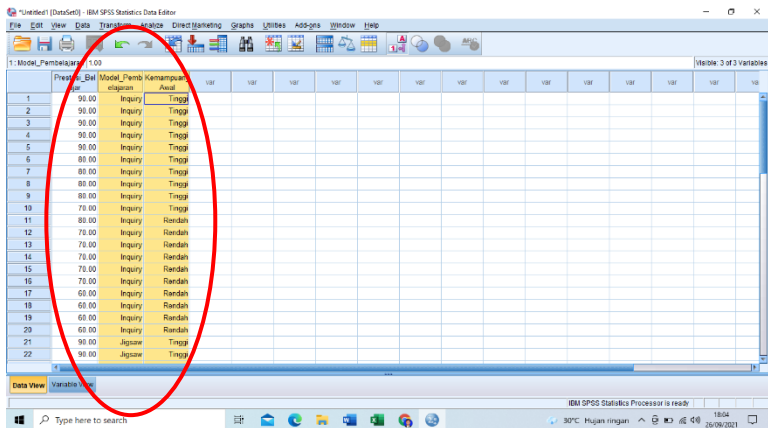 *Untitled1 [DataSet0] - IBM SPSS Statistics Data Editor
File Edit View Data Transform Analyze Direct Marketing Graphs Utilities Add-ons Window Help
1 : Model_Pembelajaran 1.00 Visible: 3 of 3 Variables
Prestasi_Belajar Model_Pembelajaran Kemampuan_Awal var var var var var var var var var var var var va
1 90.00 Inquiry Tinggi
2 90.00 Inquiry Tinggi
3 90.00 Inquiry Tinggi
4 90.00 Inquiry Tinggi
5 90.00 Inquiry Tinggi
6 80.00 Inquiry Tinggi
7 80.00 Inquiry Tinggi
8 80.00 Inquiry Tinggi
9 80.00 Inquiry Tinggi
10 70.00 Inquiry Tinggi
11 80.00 Inquiry Rendah
12 70.00 Inquiry Rendah
13 70.00 Inquiry Rendah
14 70.00 Inquiry Rendah
15 70.00 Inquiry Rendah
16 70.00 Inquiry Rendah
17 60.00 Inquiry Rendah
18 60.00 Inquiry Rendah
19 60.00 Inquiry Rendah
20 60.00 Inquiry Rendah
21 90.00 Jigsaw Tinggi
22 90.00 Jigsaw Tinggi
Data View Variable View
IBM SPSS Statistics Processor is ready
Type here to search 30°C Hujan ringan 18:04
26/09/2021